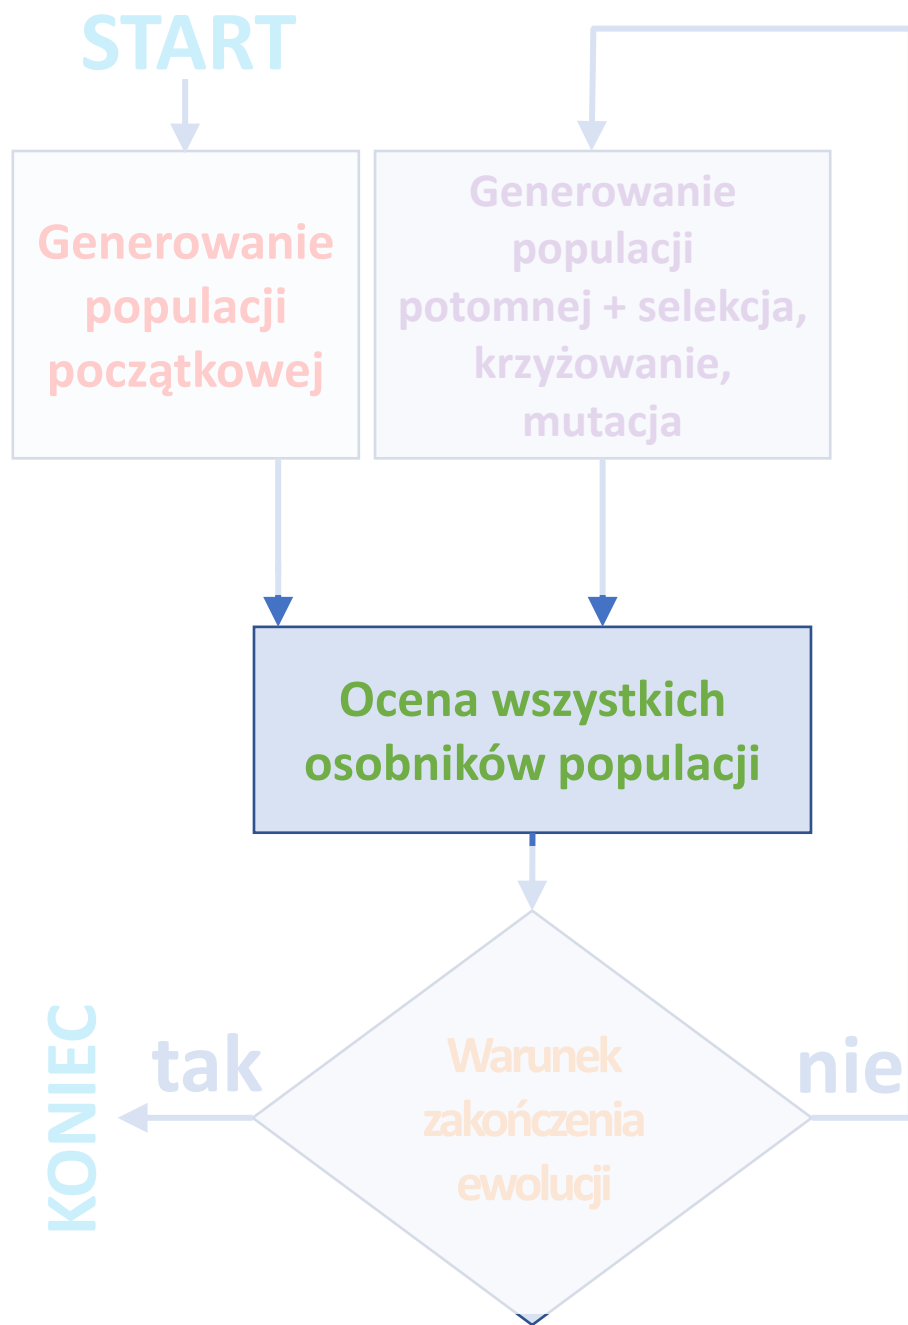 START
Generowanie
populacji
początkowej
Generowanie
populacji
potomnej + selekcja,
krzyżowanie,
mutacja
Ocena wszystkich
osobników populacji
Warunek
zakończenia
ewolucji
tak
nie
KONIEC